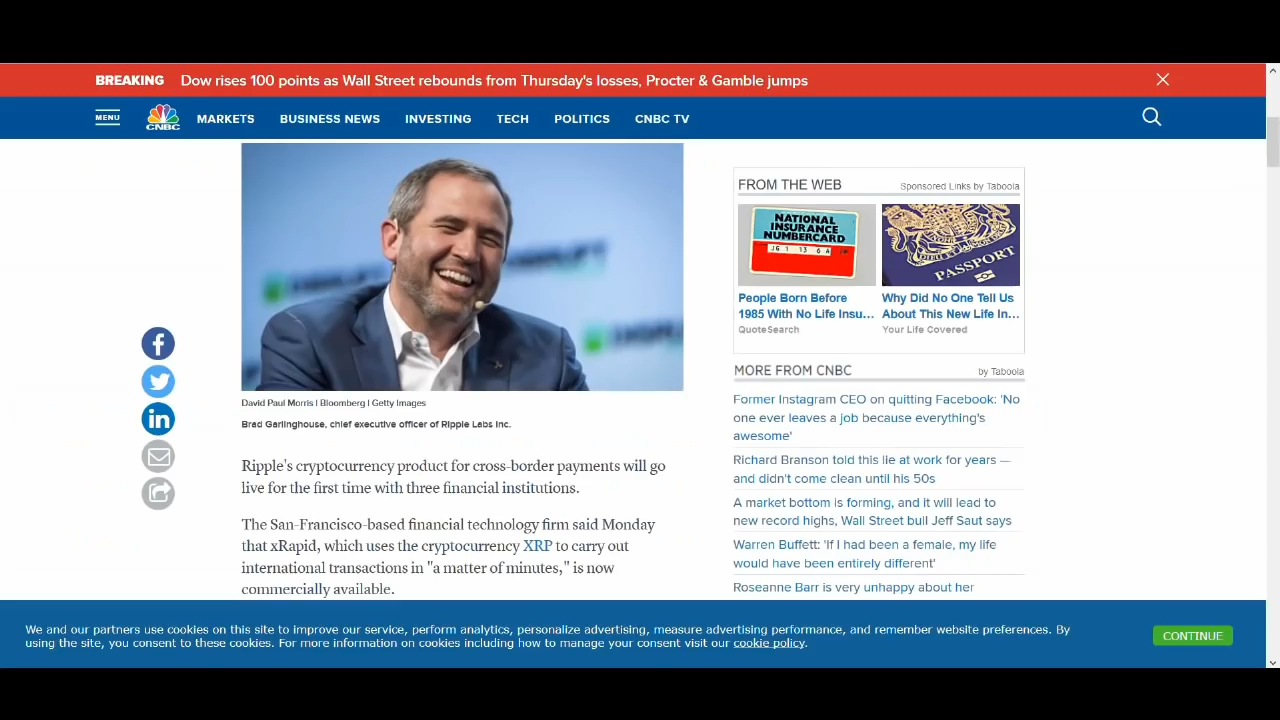 BREAKING Dow rises 100 points as Wall Street rebounds from Thursday's losses, Procter & Gamble jumps
MENU
CNBC
MARKETS BUSINESS NEWS INVESTING TECH POLITICS CNBC TV
David Paul Morris | Bloomberg | Getty Images
Brad Garlinghouse, chief executive officer of Ripple Labs Inc.
Ripple's cryptocurrency product for cross-border payments will go
live for the first time with three financial institutions.
The San-Francisco-based financial technology firm said Monday
that xRapid, which uses the cryptocurrency XRP to carry out
international transactions in "a matter of minutes," is now
commercially available.
FROM THE WEB
Sponsored Links by Taboola
NATIONAL
INSURANCE
NUMBERCARD
PASSPORT
People Born Before
1985 With No Life Insu...
QuoteSearch
Why Did No One Tell Us
About This New Life In...
Your Life Covered
MORE FROM CNBC
by Taboola
Former Instagram CEO on quitting Facebook: 'No
one ever leaves a job because everything's
awesome'
Richard Branson told this lie at work for years —
and didn't come clean until his 50s
A market bottom is forming, and it will lead to
new record highs, Wall Street bull Jeff Saut says
Warren Buffett: 'If I had been a female, my life
would have been entirely different'
Roseanne Barr is very unhappy about her
We and our partners use cookies on this site to improve our service, perform analytics, personalize advertising, measure advertising performance, and remember website preferences. By
using the site, you consent to these cookies. For more information on cookies including how to manage your consent visit our cookie policy.
CONTINUE